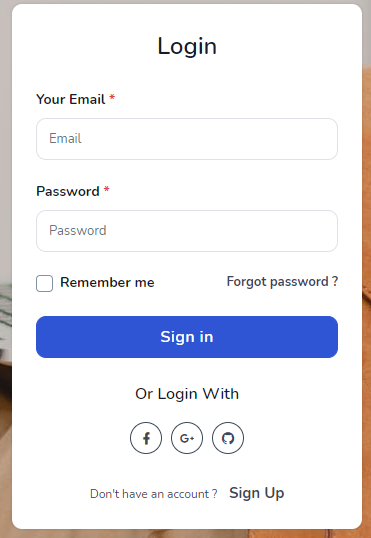 Login
Your Email *
Email
Password *
Password
Remember me Forgot password ?
Sign in
Or Login With
G+
Don't have an account ? Sign Up